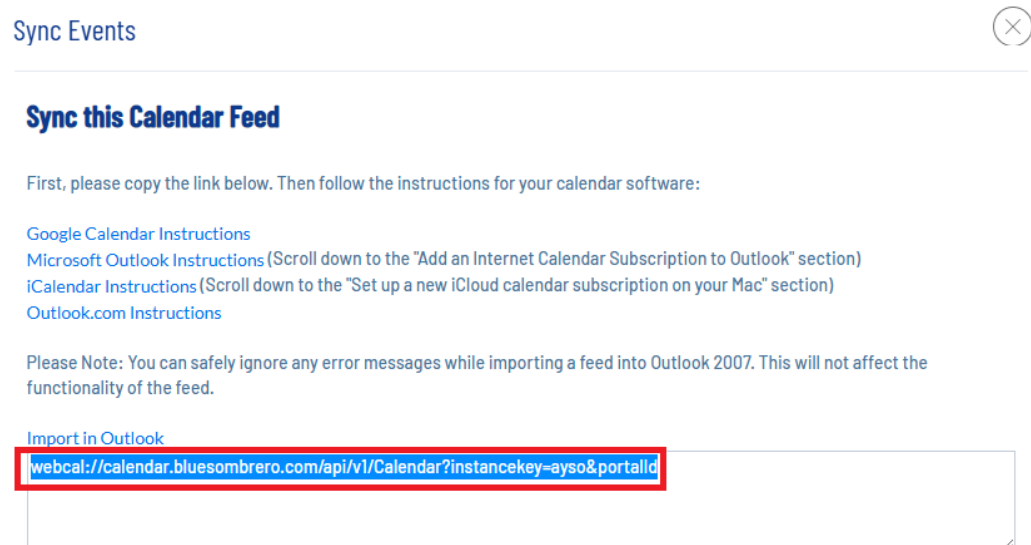 Sync Events
Sync this Calendar Feed
First, please copy the link below. Then follow the instructions for your calendar software:
Google Calendar Instructions
Microsoft Outlook Instructions (Scroll down to the "Add an Internet Calendar Subscription to Outlook" section)
iCalendar Instructions (Scroll down to the "Set up a new iCloud calendar subscription on your Mac" section)
Outlook.com Instructions
Please Note: You can safely ignore any error messages while importing a feed into Outlook 2007. This will not affect the
functionality of the feed.
Import in Outlook
webcal://calendar.bluesombrero.com/api/v1/Calendar?instancekey=ayso&portalId